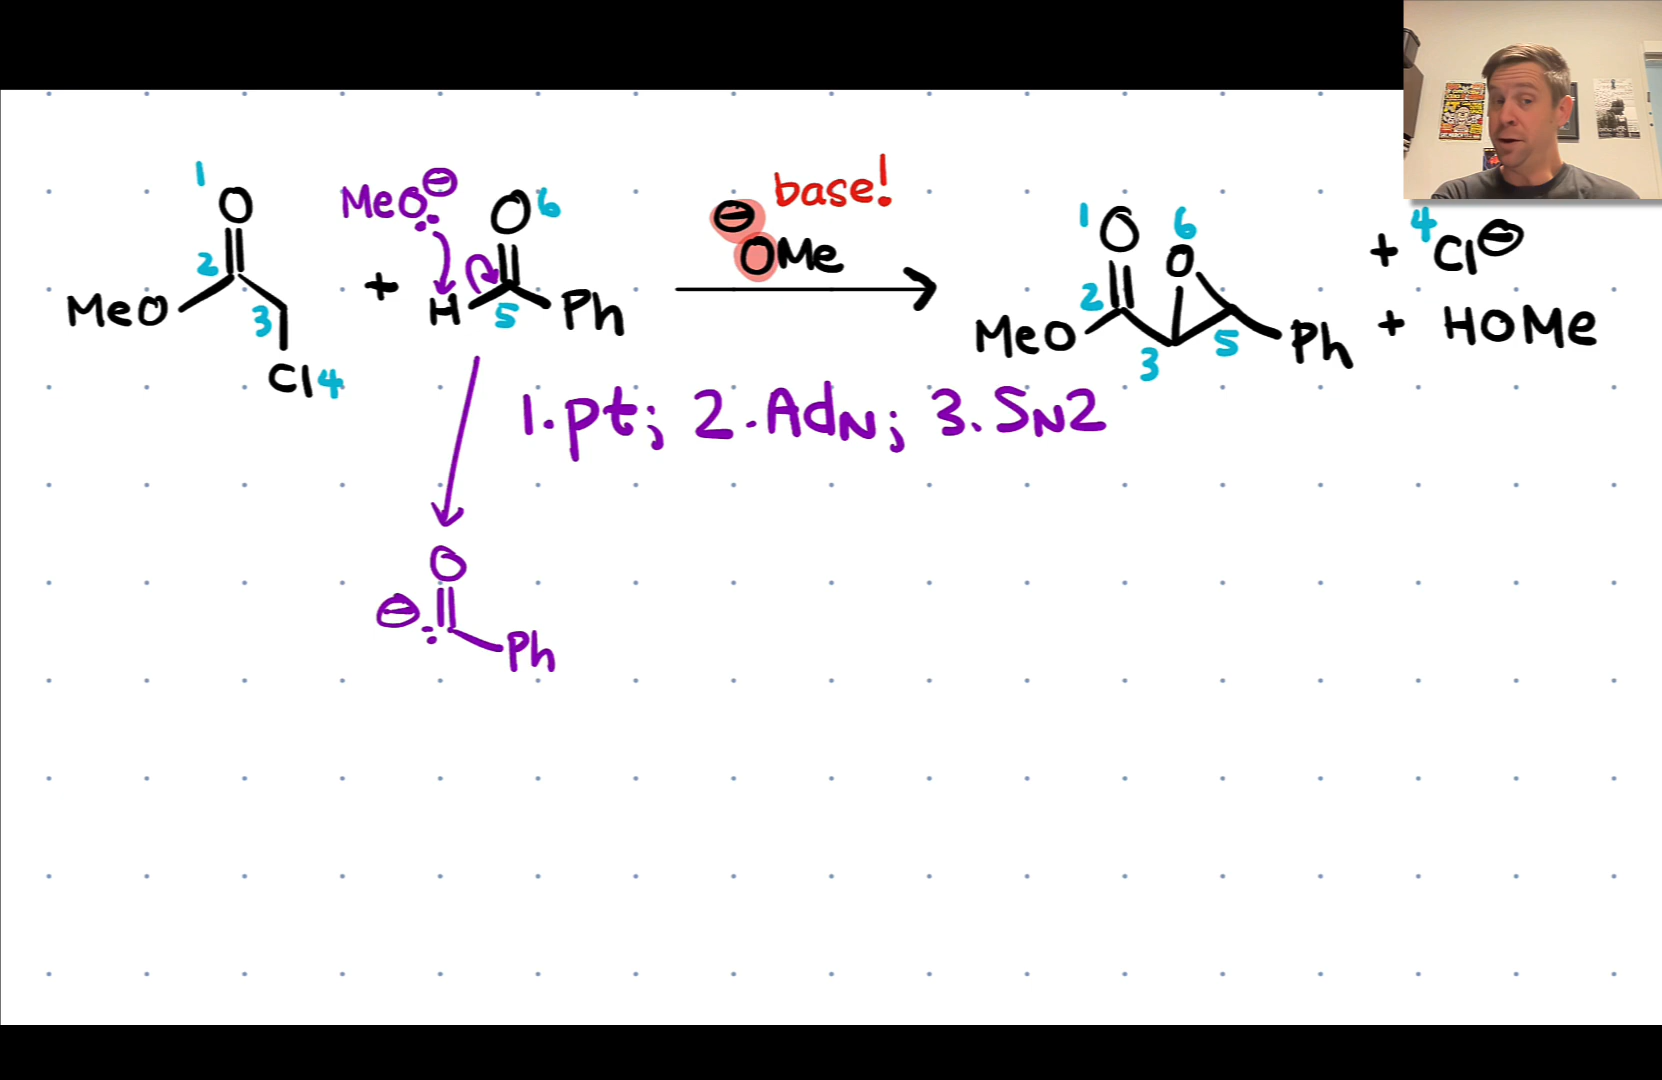 1 O
MeO⊖
O 6
⊖ base!
OMe
1 O
6 O
+ 4 Cl⊖
MeO 2 3 Cl 4
+
H 5 Ph
MeO 2 3 5 Ph
+ HOMe
1. pt; 2. AdN; 3. SN2
O
⊖ Ph